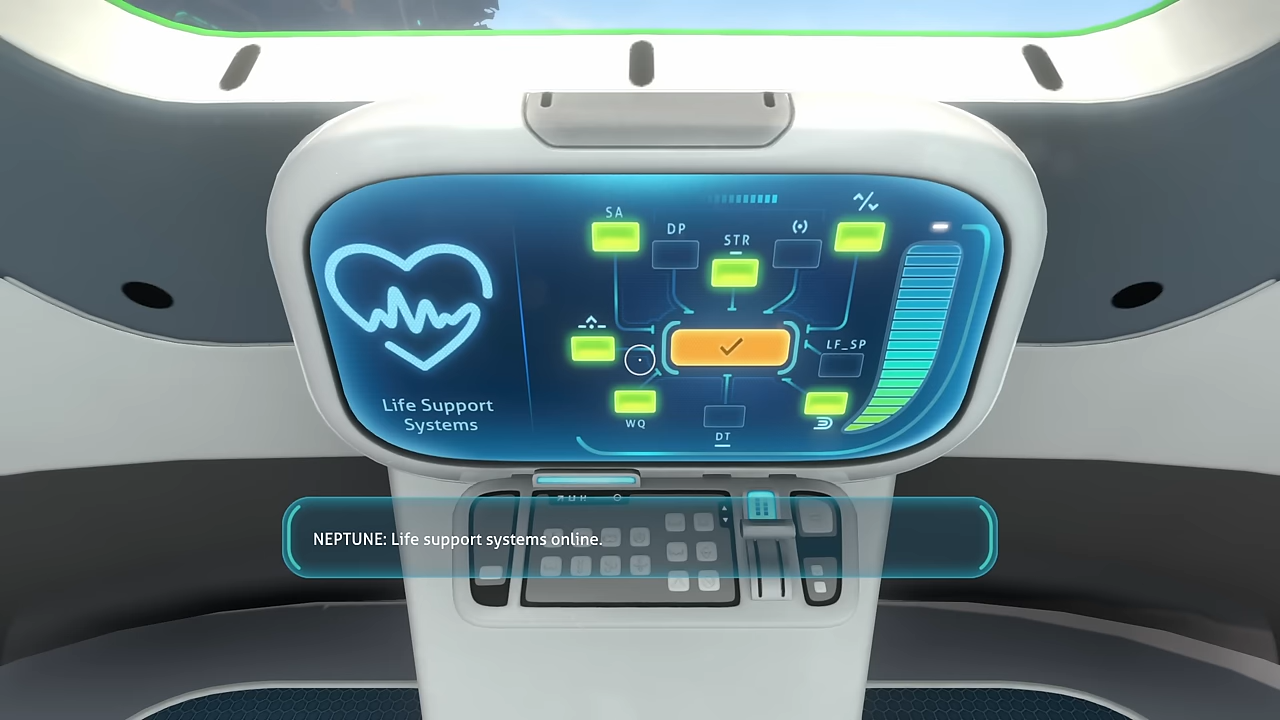 SA
DP
STR
LF_SP
WQ
DT
Life Support
Systems
NEPTUNE: Life support systems online.